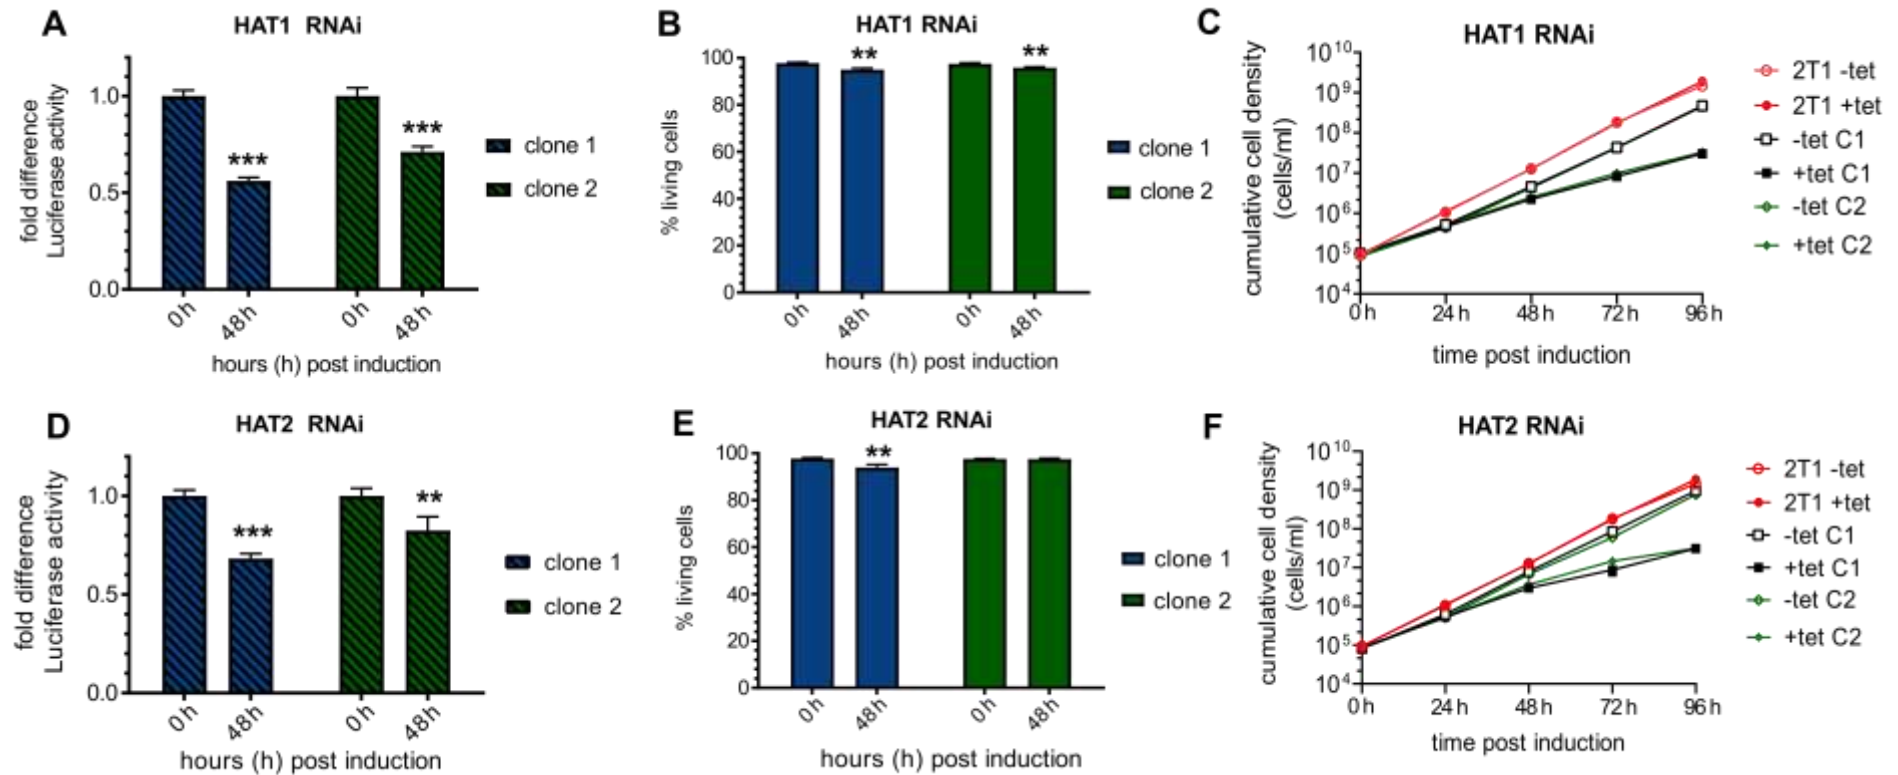 A
HAT1 RNAi
fold difference
Luciferase activity
1.0
0.5
0.0
***
***
0h
48h
0h
48h
hours (h) post induction
clone 1
clone 2
B
HAT1 RNAi
% living cells
100
80
60
40
20
0
**
**
0h
48h
0h
48h
hours (h) post induction
clone 1
clone 2
C
HAT1 RNAi
cumulative cell density
(cells/ml)
10^10
10^9
10^8
10^7
10^6
10^5
10^4
0h
24h
48h
72h
96h
time post induction
2T1 -tet
2T1 +tet
-tet C1
+tet C1
-tet C2
+tet C2
D
HAT2 RNAi
fold difference
Luciferase activity
1.0
0.5
0.0
***
**
0h
48h
0h
48h
hours (h) post induction
clone 1
clone 2
E
HAT2 RNAi
% living cells
100
80
60
40
20
0
**
0h
48h
0h
48h
hours (h) post induction
clone 1
clone 2
F
HAT2 RNAi
cumulative cell density
(cells/ml)
10^10
10^9
10^8
10^7
10^6
10^5
10^4
0h
24h
48h
72h
96h
time post induction
2T1 -tet
2T1 +tet
-tet C1
+tet C1
-tet C2
+tet C2